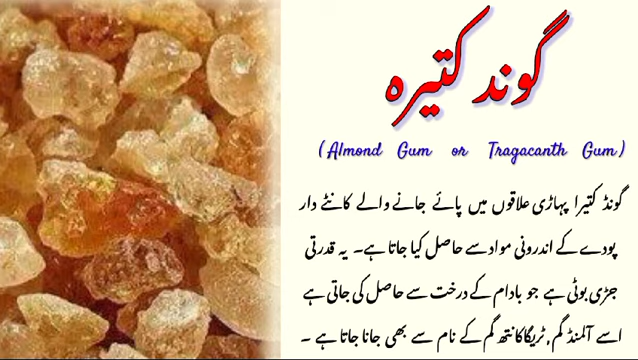 گوند کتیرہ
(Almond Gum or Tragacanth Gum)
گونڈ کتیرا پہاڑی علاقوں میں پائے جانے والے کانٹے دار
پودے کے اندرونی مواد سے حاصل کیا جاتا ہے۔ یہ قدرتی
جڑی بوٹی ہے جو بادام کے درخت سے حاصل کی جاتی ہے
اسے آلمنڈ گم، ٹریگاکانتھ گم کے نام سے بھی جانا جاتا ہے ۔